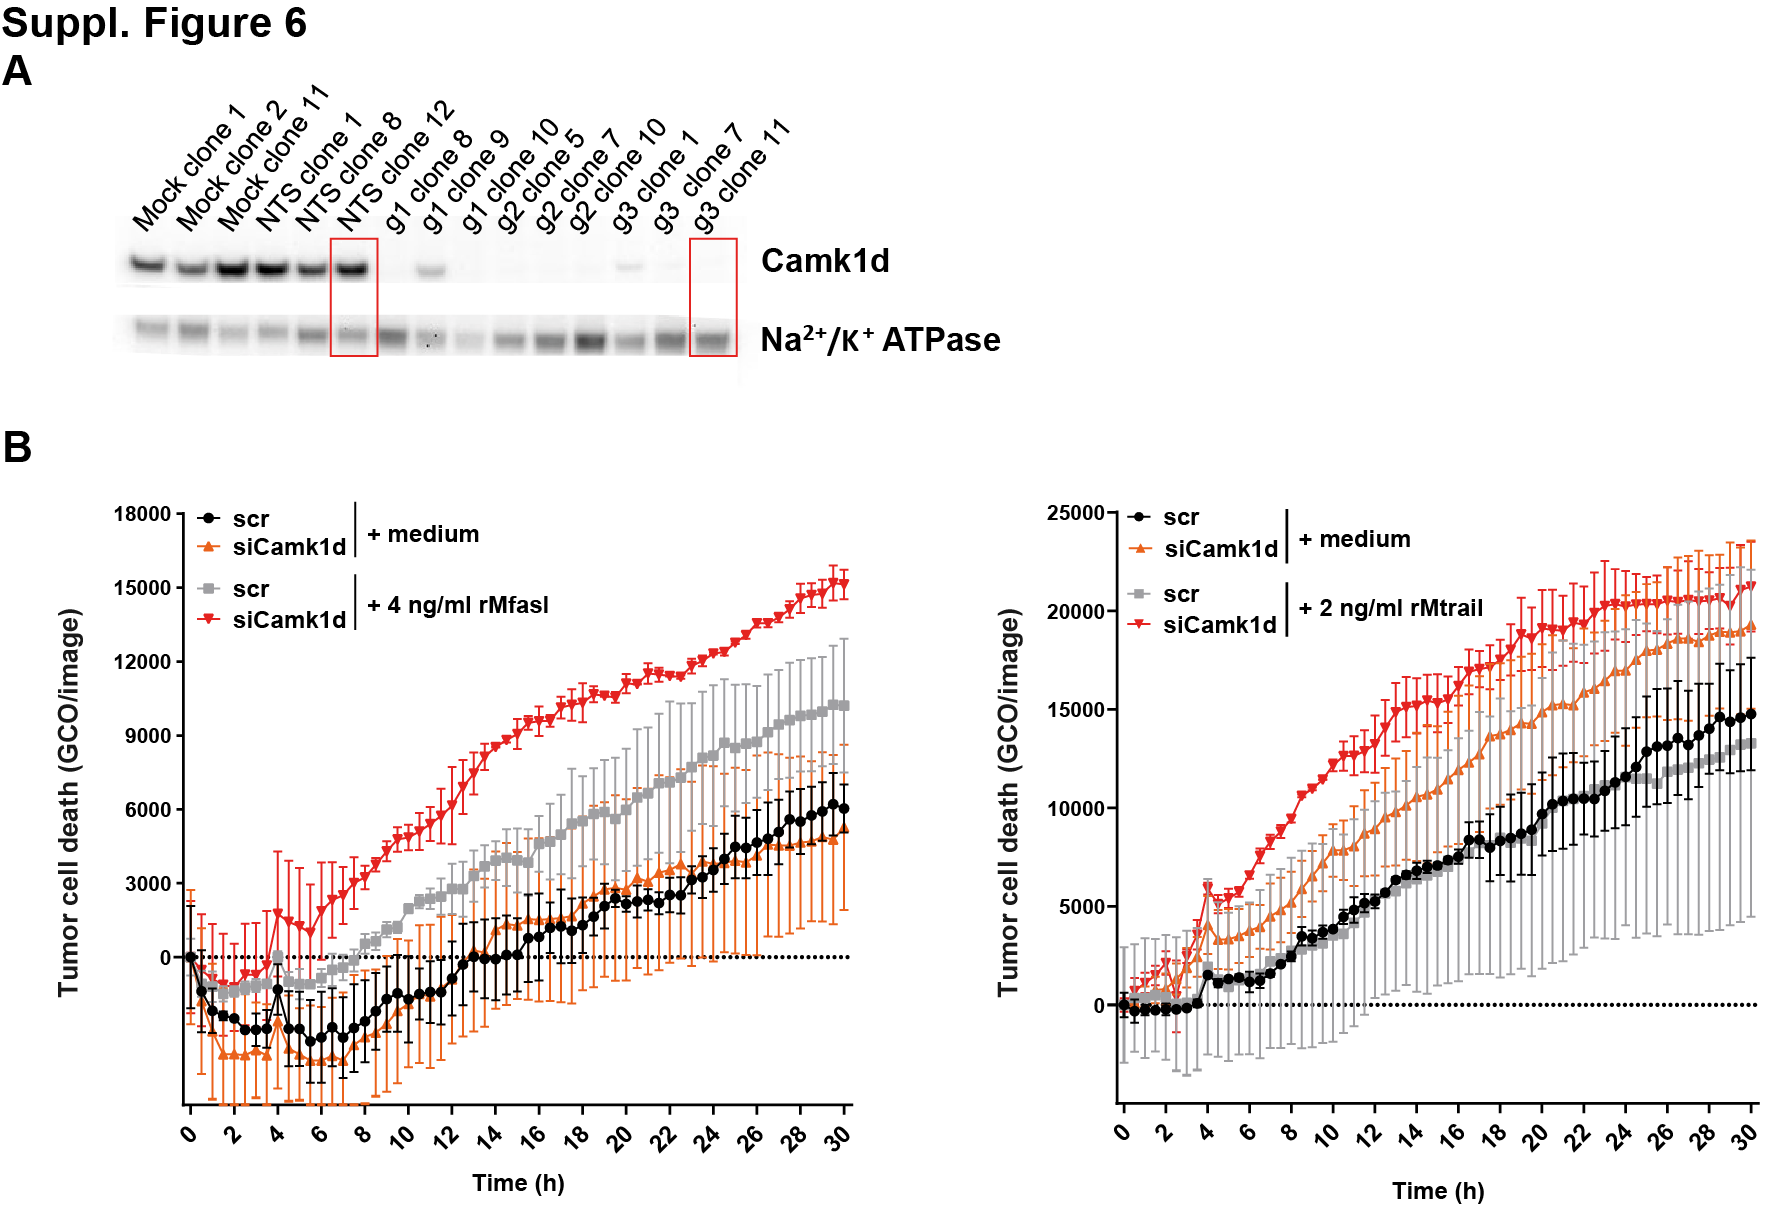 Suppl. Figure 6
A
Mock clone 1
Mock clone 2
Mock clone 11
NTS clone 1
NTS clone 8
NTS clone 12
g1 clone 8
g1 clone 9
g1 clone 10
g2 clone 5
g2 clone 7
g2 clone 10
g3 clone 1
g3 clone 7
g3 clone 11
Camk1d
Na²⁺/K⁺ ATPase
B
scr
siCamk1d
+ medium
scr
siCamk1d
+ 4 ng/ml rMfasl
Tumor cell death (GCO/image)
18000
15000
12000
9000
6000
3000
0
0 2 4 6 8 10 12 14 16 18 20 22 24 26 28 30
Time (h)
scr
siCamk1d
+ medium
scr
siCamk1d
+ 2 ng/ml rMtrail
Tumor cell death (GCO/image)
25000
20000
15000
10000
5000
0
0 2 4 6 8 10 12 14 16 18 20 22 24 26 28 30
Time (h)